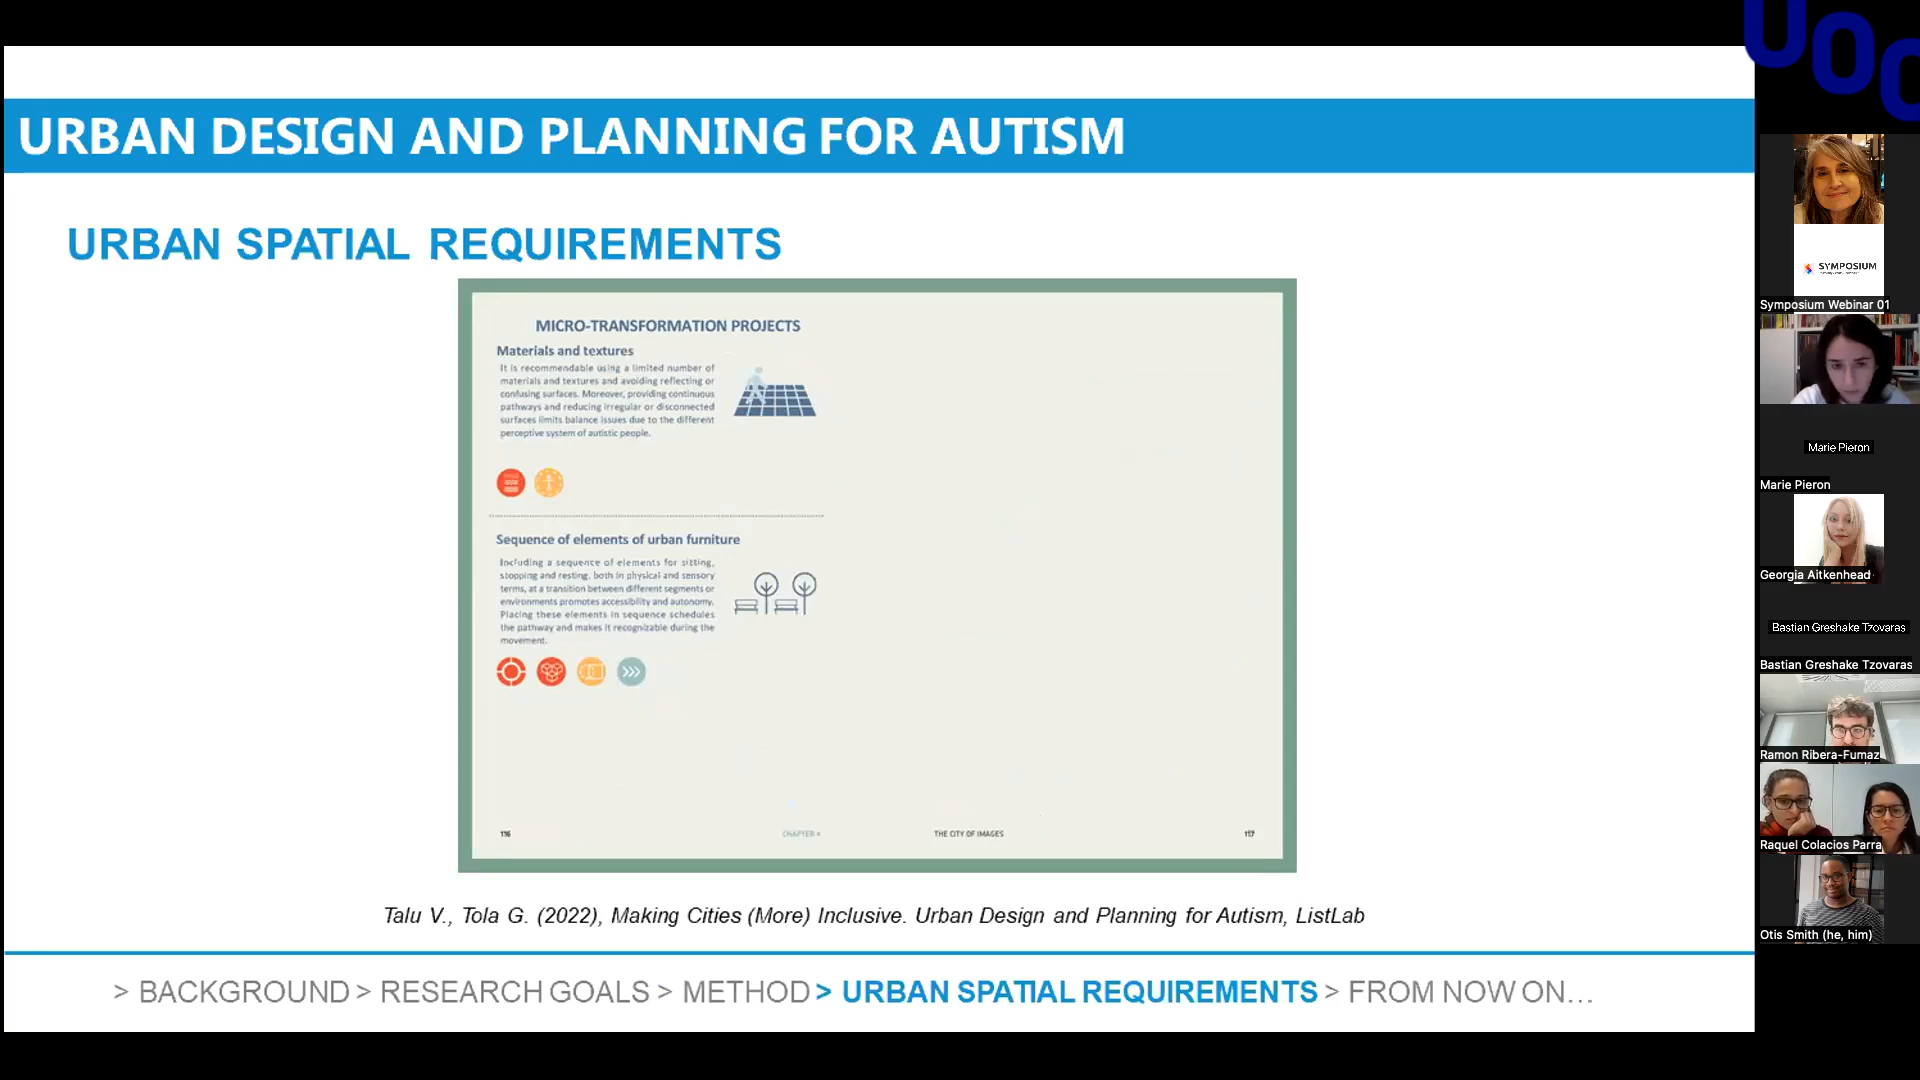 UOC
URBAN DESIGN AND PLANNING FOR AUTISM
URBAN SPATIAL REQUIREMENTS
MICRO-TRANSFORMATION PROJECTS
Materials and textures
It is recommendable using a limited number of
materials and textures and avoiding reflecting or
confusing surfaces. Moreover, providing continuous
pathways and reducing irregular or disconnected
surfaces limits balance issues due to the different
perceptive system of autistic people.
Sequence of elements of urban furniture
Including a sequence of elements for sitting,
stopping and resting, both in physical and sensory
terms, at a transition between different segments or
environments promotes accessibility and autonomy.
Placing these elements in sequence schedules
the pathway and makes it recognizable during the
movement.
116
CHAPTER 4
THE CITY OF IMAGES
117
Talu V., Tola G. (2022), Making Cities (More) Inclusive. Urban Design and Planning for Autism, ListLab
> BACKGROUND > RESEARCH GOALS > METHOD > URBAN SPATIAL REQUIREMENTS > FROM NOW ON…
SYMPOSIUM
Symposium Webinar 01
Marie Pieron
Marie Pieron
Georgia Aitkenhead
Bastian Greshake Tzovaras
Bastian Greshake Tzovaras
Ramon Ribera-Fumaz
Raquel Colacios Parra
Otis Smith (he, him)